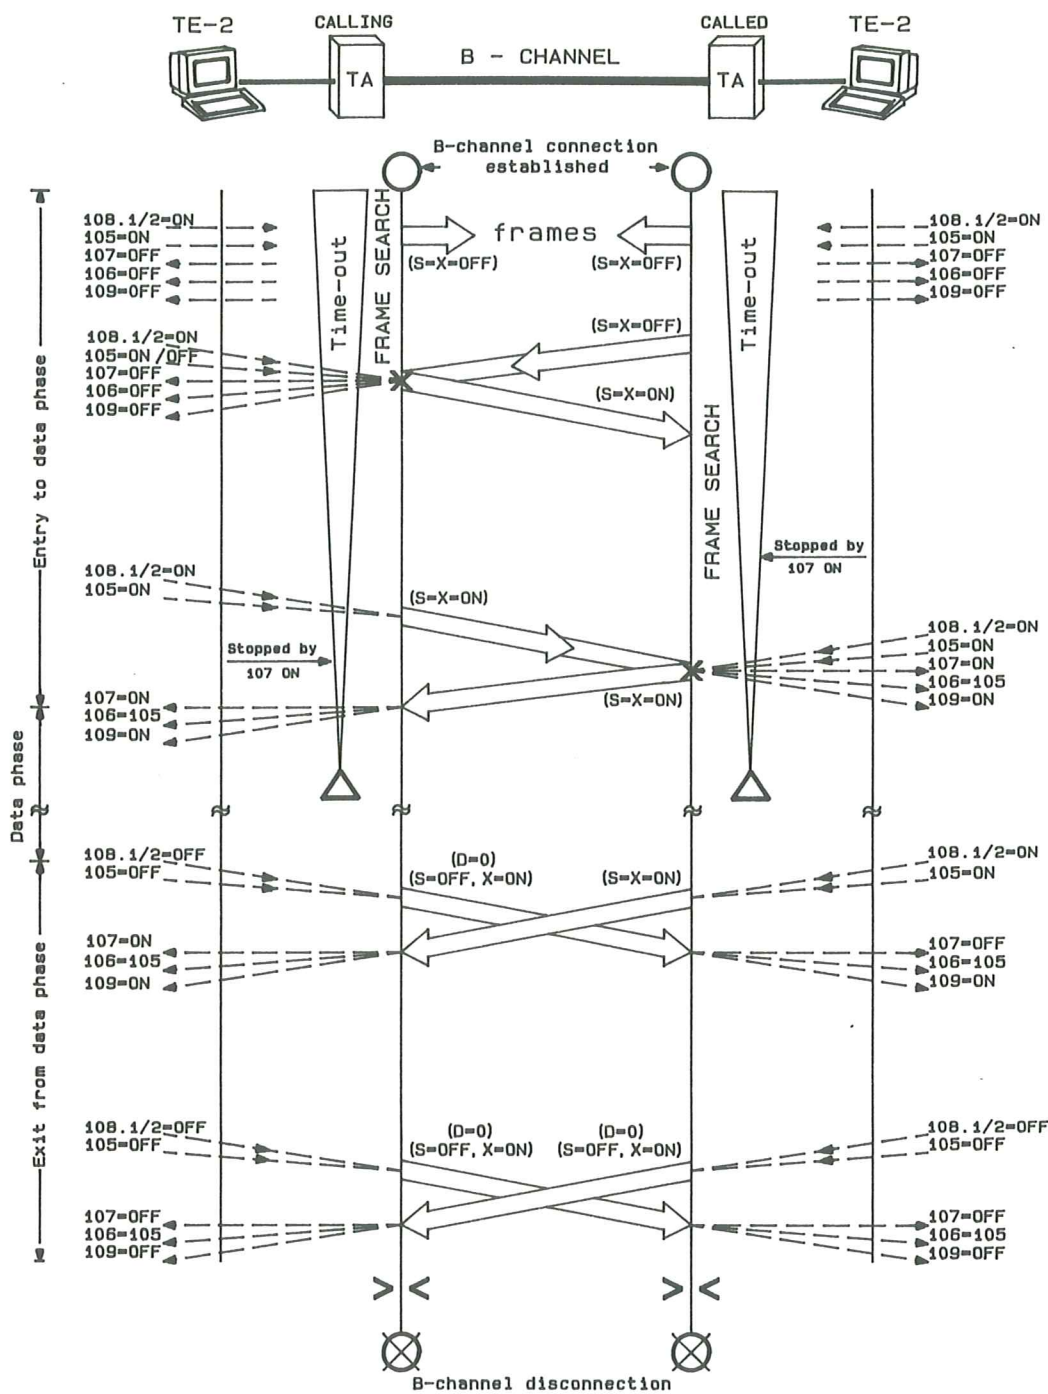 TE-2
CALLING
CALLED
TE-2
TA
B - CHANNEL
TA
B-channel connection
established
108.1/2=ON
105=ON
107=OFF
106=OFF
109=OFF
Time-out
FRAME SEARCH
frames
(S=X=OFF)
(S=X=OFF)
Time-out
108.1/2=ON
105=ON
107=OFF
106=OFF
109=OFF
Entry to data phase
108.1/2=ON
105=ON/OFF
107=OFF
106=OFF
109=OFF
(S=X=OFF)
(S=X=ON)
FRAME SEARCH
Stopped by
107 ON
108.1/2=ON
105=ON
(S=X=ON)
Stopped by
107 ON
108.1/2=ON
105=ON
107=ON
106=105
109=ON
107=ON
106=105
109=ON
(S=X=ON)
Data phase
108.1/2=OFF
105=OFF
(D=0)
(S=OFF, X=ON)
(S=X=ON)
108.1/2=ON
105=ON
107=ON
106=105
109=ON
107=OFF
106=105
109=ON
Exit from data phase
108.1/2=OFF
105=OFF
(D=0)
(S=OFF, X=ON)
(D=0)
(S=OFF, X=ON)
108.1/2=OFF
105=OFF
107=OFF
106=105
109=OFF
107=OFF
106=105
109=OFF
B-channel disconnection